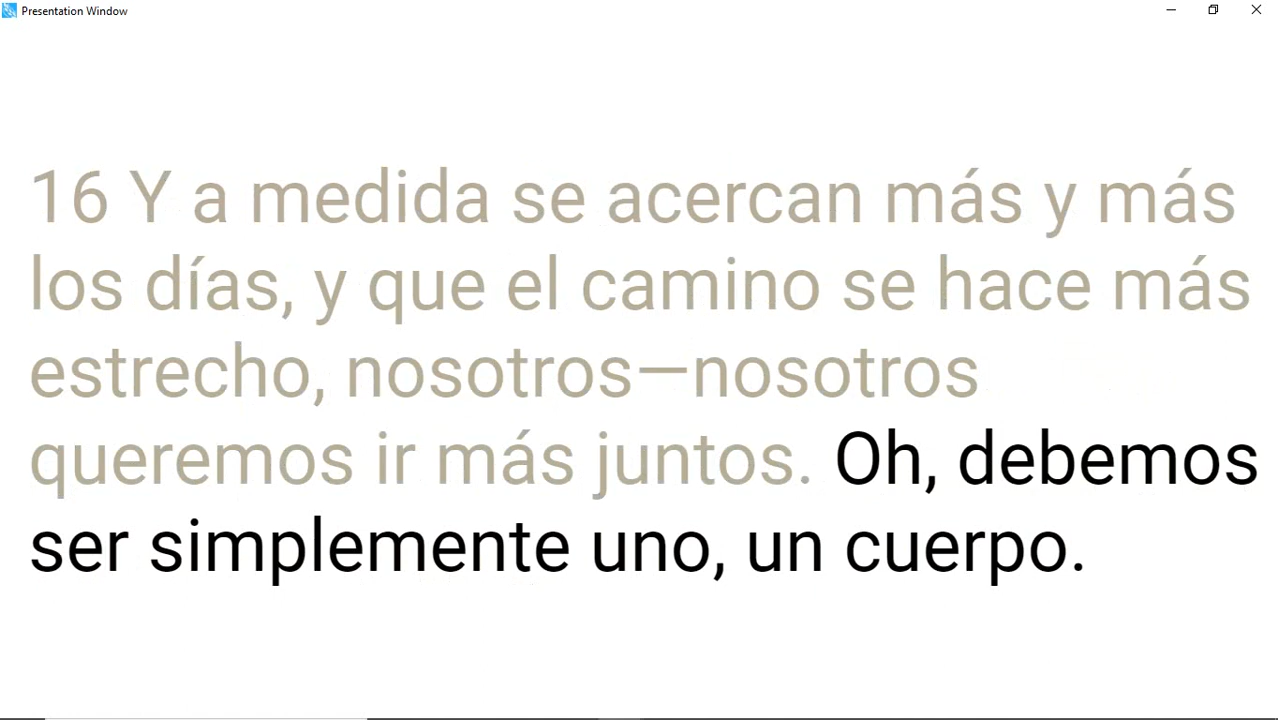 Presentation Window
16 Y a medida se acercan más y más
los días, y que el camino se hace más
estrecho, nosotros—nosotros
queremos ir más juntos. Oh, debemos
ser simplemente uno, un cuerpo.